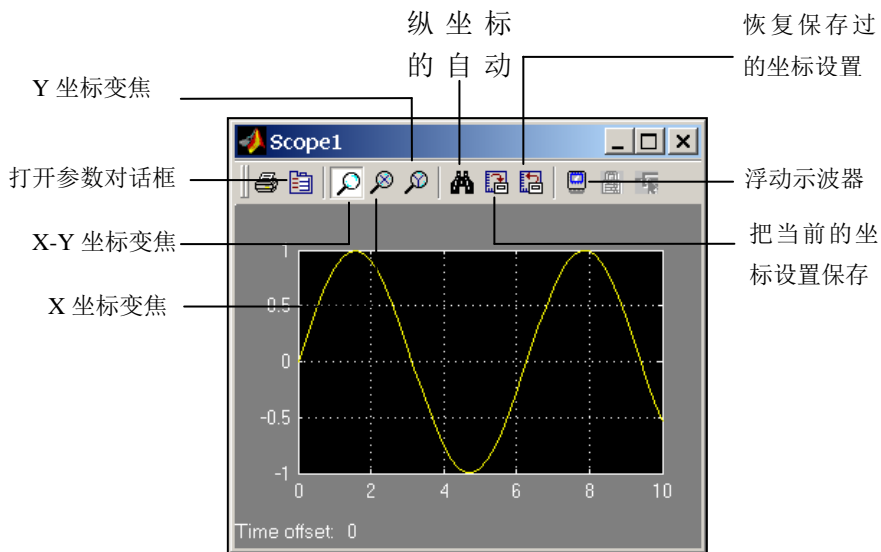 纵坐标
的自动
恢复保存过
的坐标设置
Y 坐标变焦
Scope1
打开参数对话框
浮动示波器
X-Y 坐标变焦
把当前的坐
标设置保存
X 坐标变焦
1
0.5
0
-0.5
-1
0 2 4 6 8 10
Time offset: 0